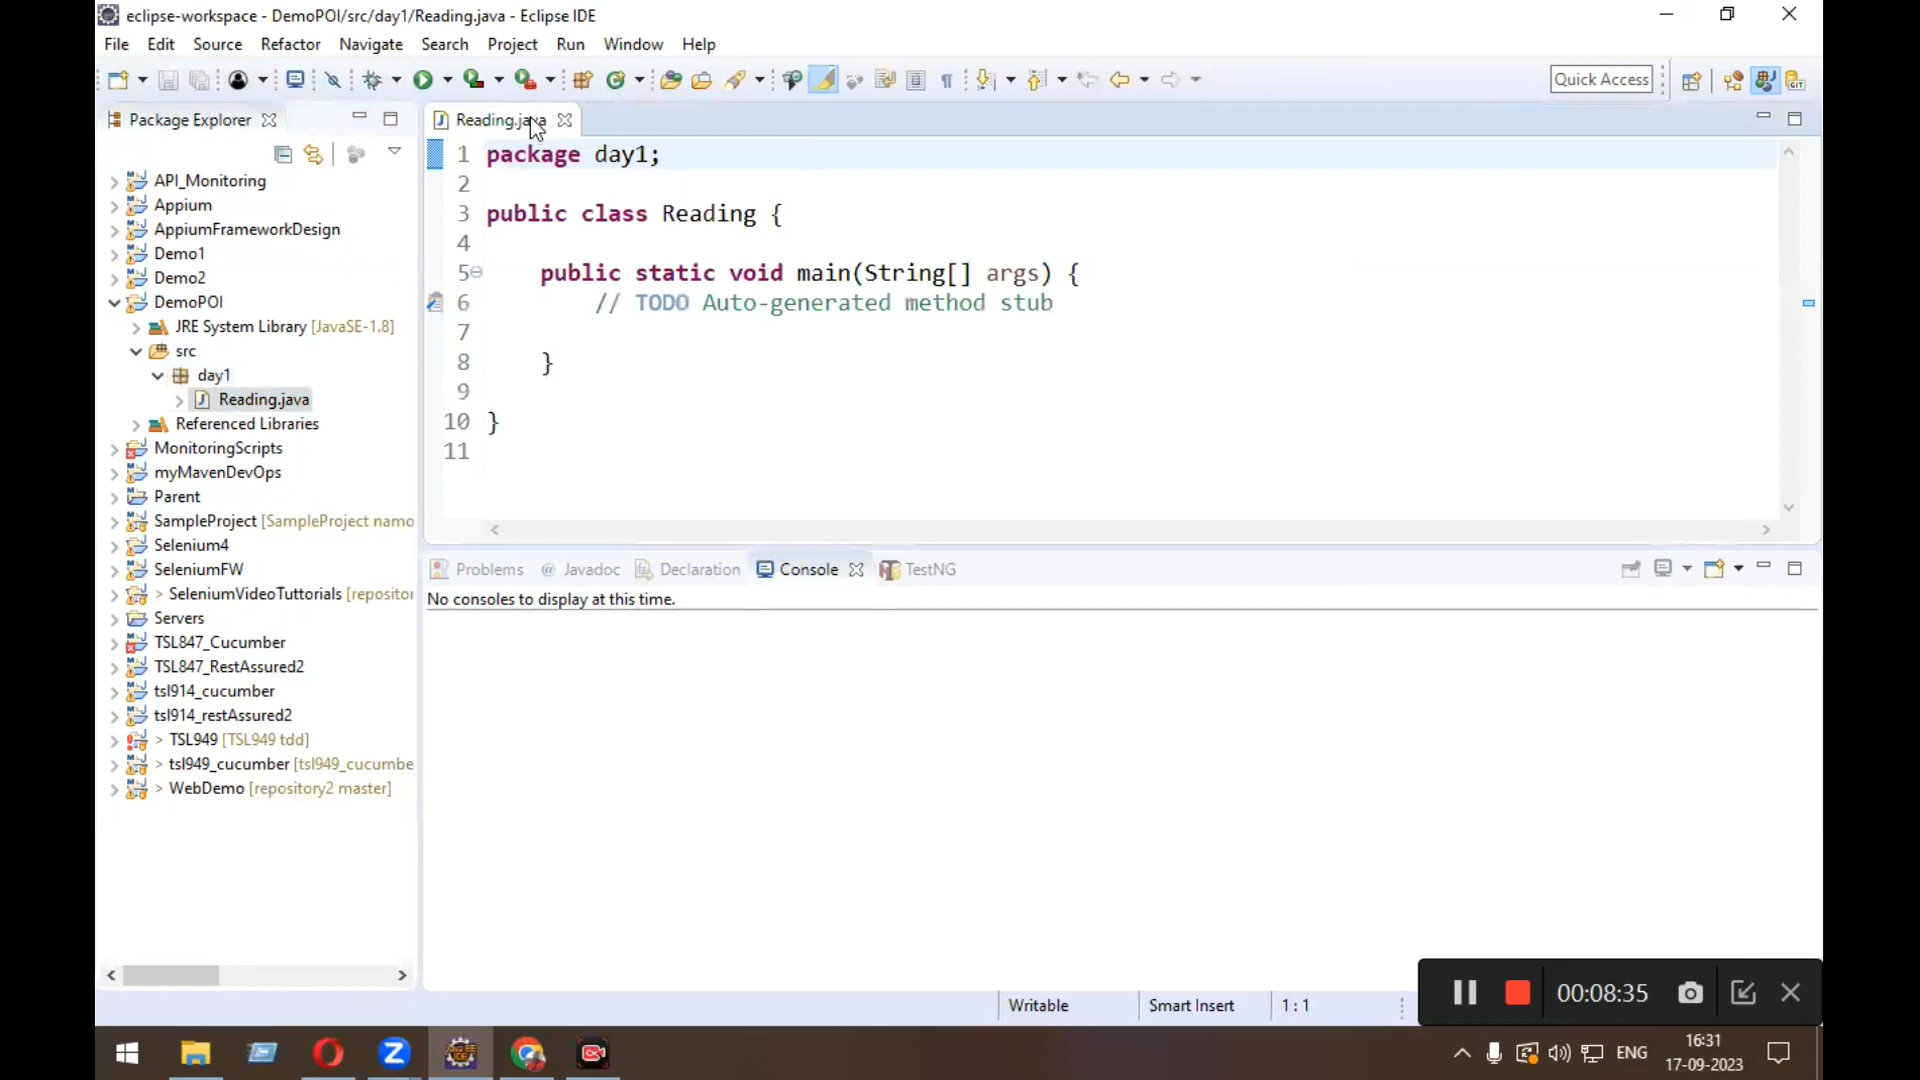 eclipse-workspace - DemoPOI/src/day1/Reading.java - Eclipse IDE
File Edit Source Refactor Navigate Search Project Run Window Help
Quick Access
Package Explorer
API_Monitoring
Appium
AppiumFrameworkDesign
Demo1
Demo2
DemoPOI
JRE System Library [JavaSE-1.8]
src
day1
Reading.java
Referenced Libraries
MonitoringScripts
myMavenDevOps
Parent
SampleProject [SampleProject namo
Selenium4
SeleniumFW
> SeleniumVideoTuttorials [repositor
Servers
TSL847_Cucumber
TSL847_RestAssured2
tsl914_cucumber
tsl914_restAssured2
> TSL949 [TSL949 tdd]
> tsl949_cucumber [tsl949_cucumbe
> WebDemo [repository2 master]
Reading.java
1 package day1;
2
3 public class Reading {
4
5 public static void main(String[] args) {
6 // TODO Auto-generated method stub
7
8 }
9
10 }
11
Problems @ Javadoc Declaration Console TestNG
No consoles to display at this time.
Writable Smart Insert 1 : 1
00:08:35
ENG
16:31
17-09-2023